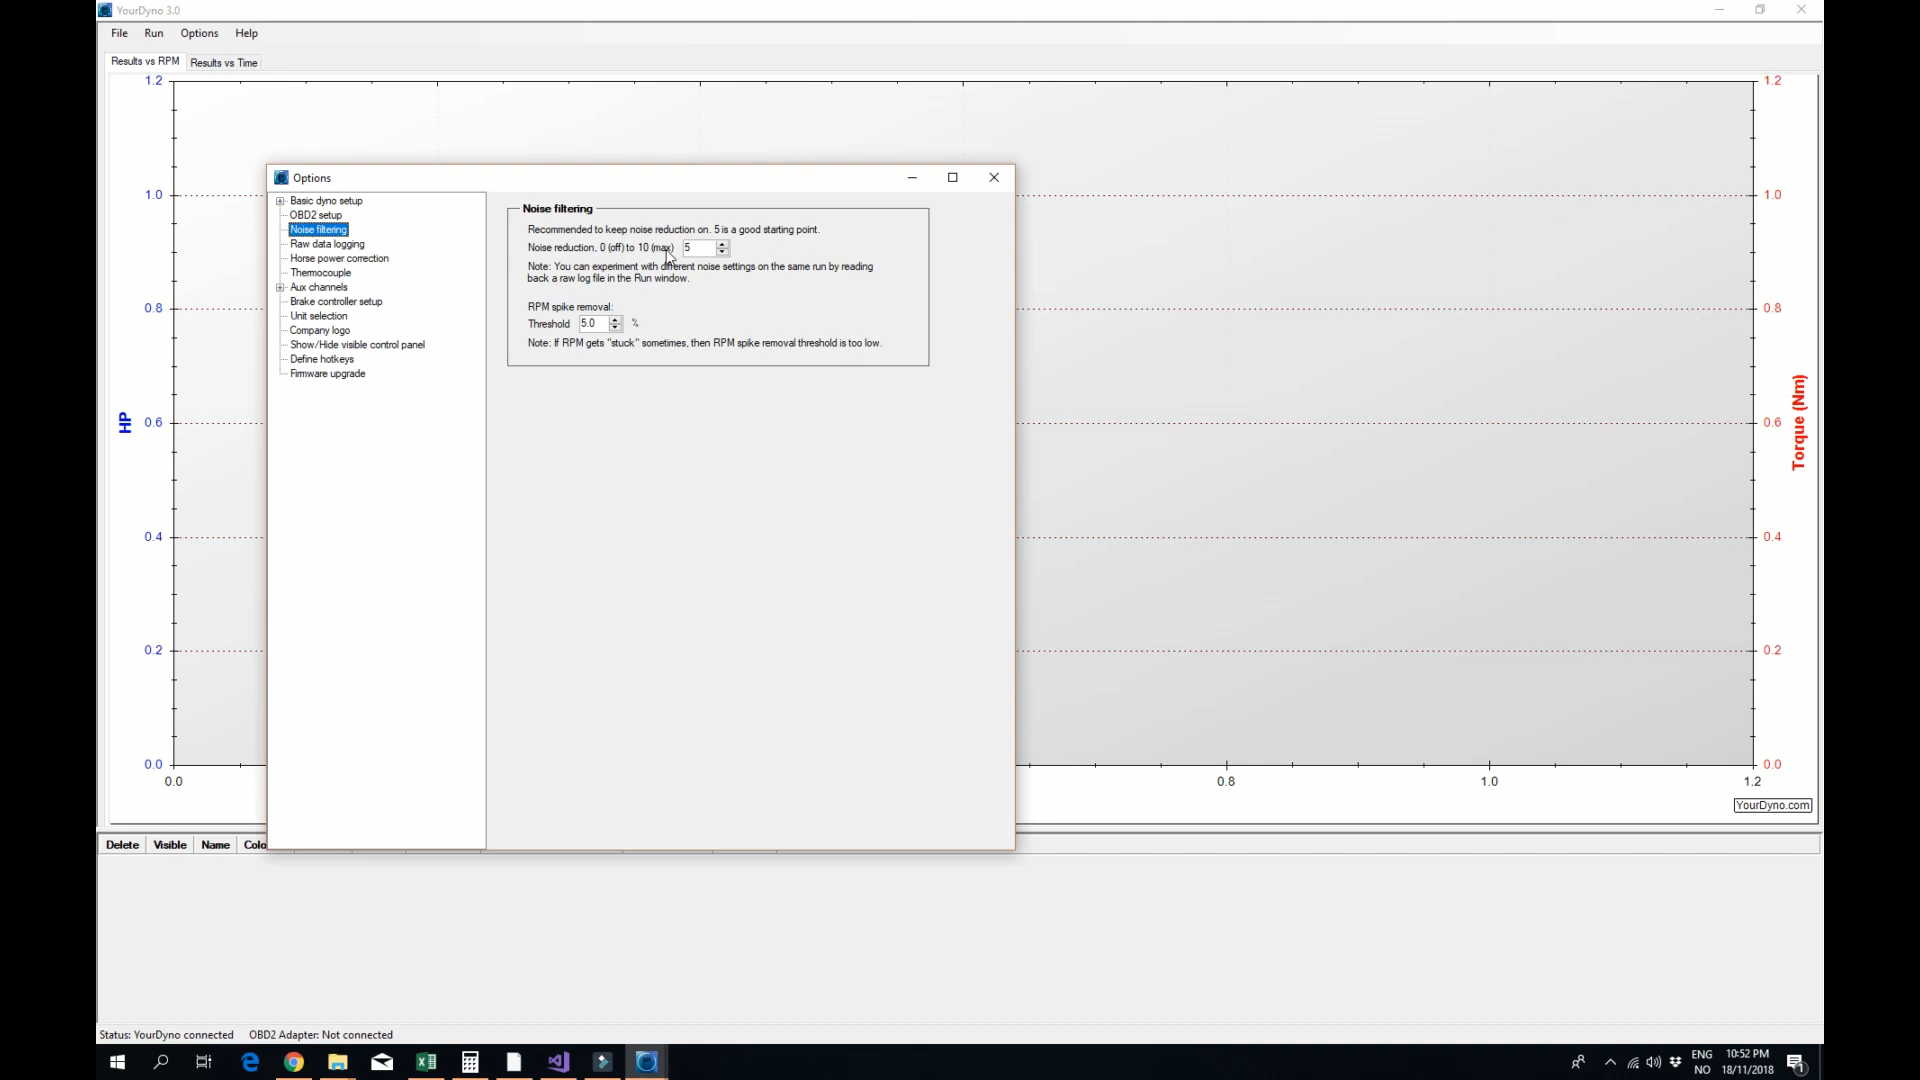 YourDyno 3.0
File Run Options Help
Results vs RPM Results vs Time
1.2 1.2
Options
Basic dyno setup
OBD2 setup
Noise filtering
Raw data logging
Horse power correction
Thermocouple
Aux channels
Brake controller setup
Unit selection
Company logo
Show/Hide visible control panel
Define hotkeys
Firmware upgrade
Noise filtering
Recommended to keep noise reduction on. 5 is a good starting point.
Noise reduction, 0 (off) to 10 (max) 5
Note: You can experiment with different noise settings on the same run by reading
back a raw log file in the Run window.
RPM spike removal:
Threshold 5.0 %
Note: If RPM gets "stuck" sometimes, then RPM spike removal threshold is too low.
1.0 1.0
0.8 0.8
HP 0.6 0.6 Torque (Nm)
0.4 0.4
0.2 0.2
0.0 0.0
0.0 0.8 1.0 1.2
YourDyno.com
Delete Visible Name Colo
Status: YourDyno connected OBD2 Adapter: Not connected
ENG 10:52 PM
NO 18/11/2018
1